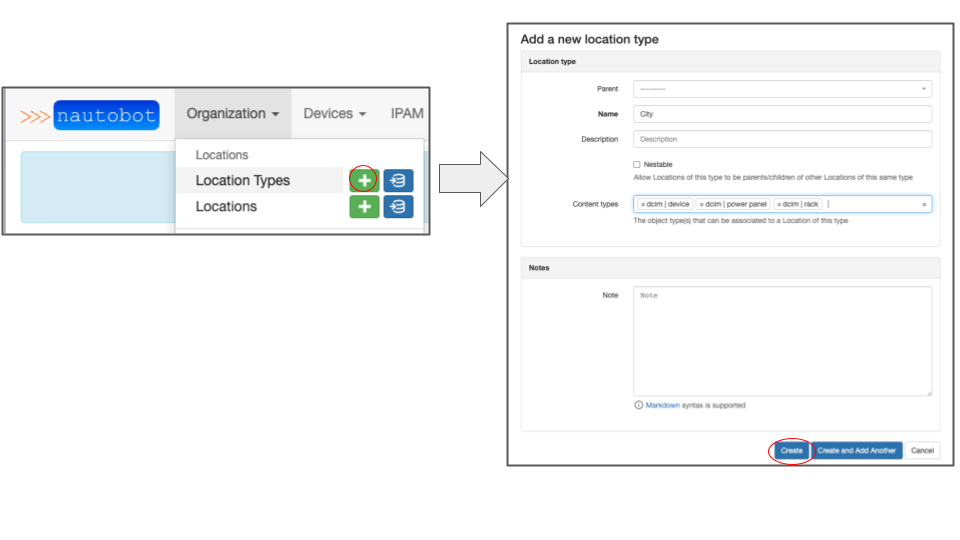 >>> nautobot
Organization
Devices
IPAM
Locations
Location Types
Locations
Add a new location type
Location type
Parent
---------
Name
City
Description
Description
Nestable
Allow Locations of this type to be parents/children of other Locations of this same type
Content types
× dcim | device × dcim | power panel × dcim | rack ×
The object type(s) that can be associated to a Location of this type
Notes
Note
Note
Markdown syntax is supported
Create
Create and Add Another
Cancel